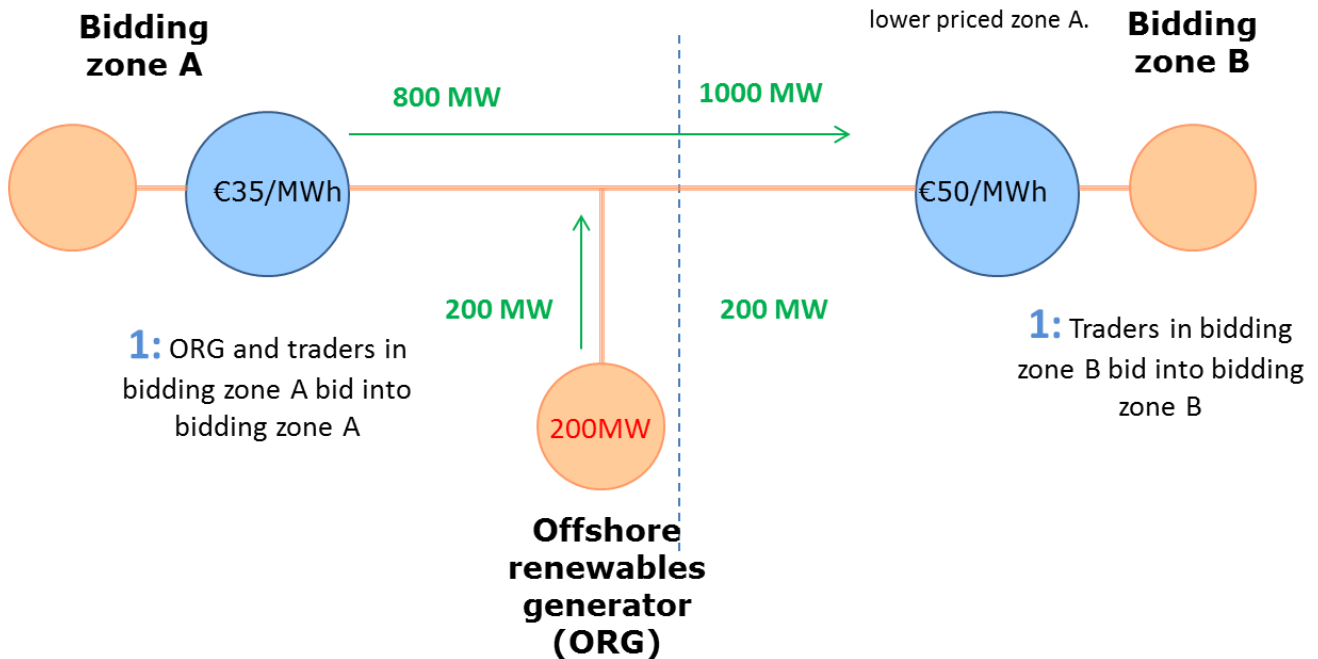 lower priced zone A.
Bidding
zone A
Bidding
zone B
800 MW
1000 MW
€35/MWh
€50/MWh
200 MW
200 MW
1: ORG and traders in
bidding zone A bid into
bidding zone A
1: Traders in bidding
zone B bid into bidding
zone B
200MW
Offshore
renewables
generator
(ORG)